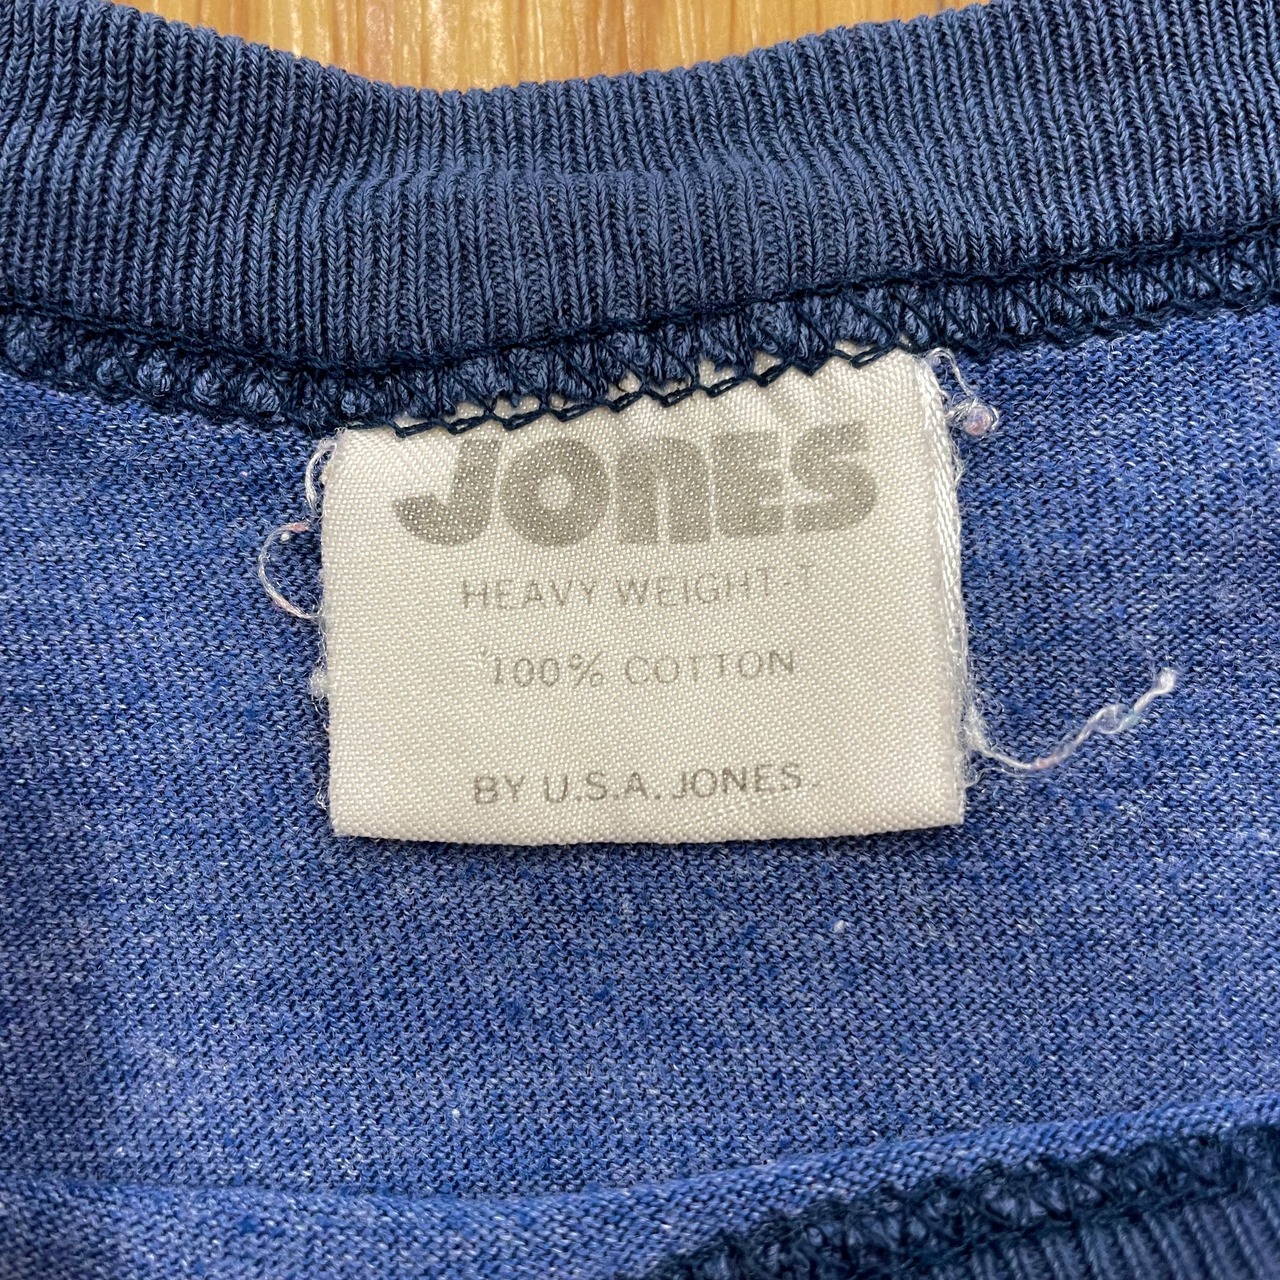 JONES
HEAVY WEIGHT-T
100% COTTON
BY U.S.A. JONES.